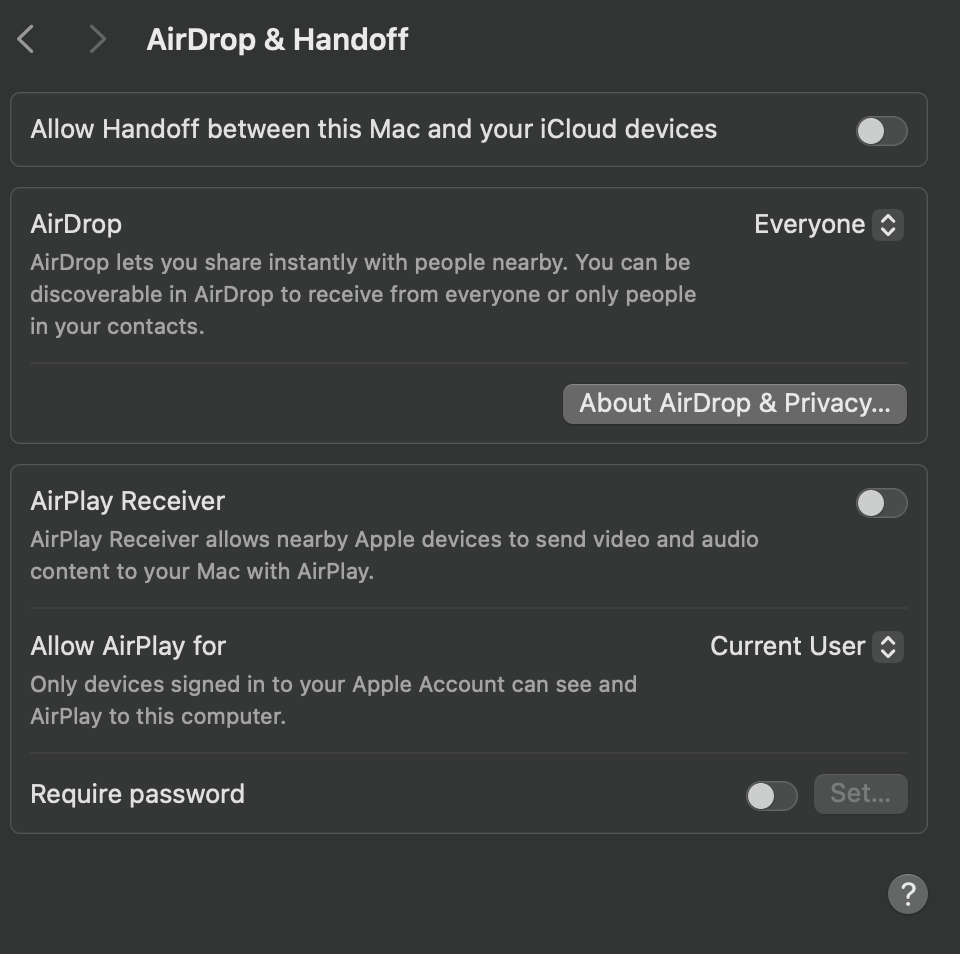 AirDrop & Handoff
Allow Handoff between this Mac and your iCloud devices
AirDrop
Everyone
AirDrop lets you share instantly with people nearby. You can be
discoverable in AirDrop to receive from everyone or only people
in your contacts.
About AirDrop & Privacy...
AirPlay Receiver
AirPlay Receiver allows nearby Apple devices to send video and audio
content to your Mac with AirPlay.
Allow AirPlay for
Current User
Only devices signed in to your Apple Account can see and
AirPlay to this computer.
Require password
Set...
?